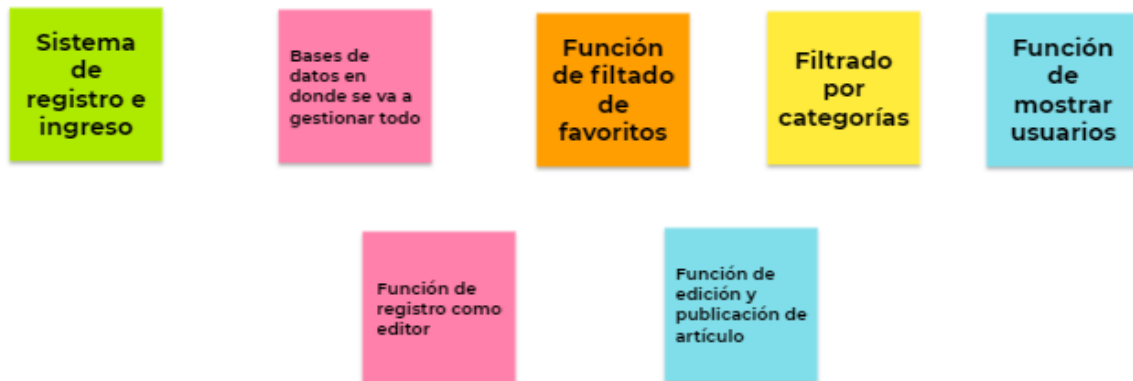 Sistema
de
registro e
ingreso
Bases de
datos en
donde se va a
gestionar todo
Función
de filtado
de
favoritos
Filtrado
por
categorías
Función
de
mostrar
usuarios
Función de
registro como
editor
Función de
edición y
publicación de
artículo